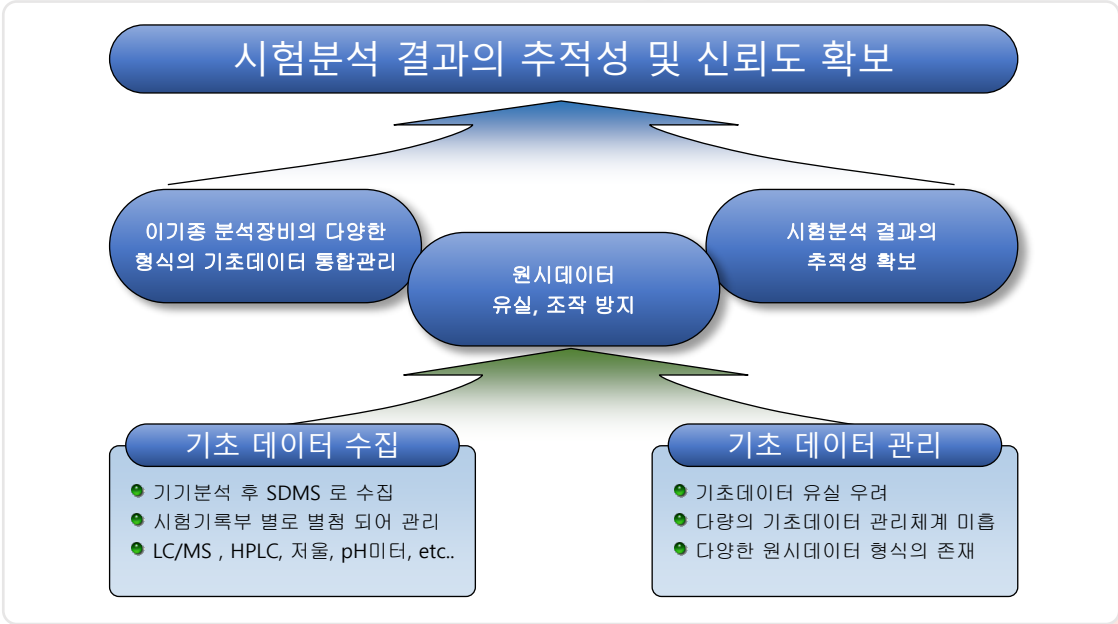 시험분석 결과의 추적성 및 신뢰도 확보
이기종 분석장비의 다양한
형식의 기초데이터 통합관리
원시데이터
유실, 조작 방지
시험분석 결과의
추적성 확보
기초 데이터 수집
기기분석 후 SDMS 로 수집
시험기록부 별로 별첨 되어 관리
LC/MS , HPLC, 저울, pH미터, etc..
기초 데이터 관리
기초데이터 유실 우려
다량의 기초데이터 관리체계 미흡
다양한 원시데이터 형식의 존재